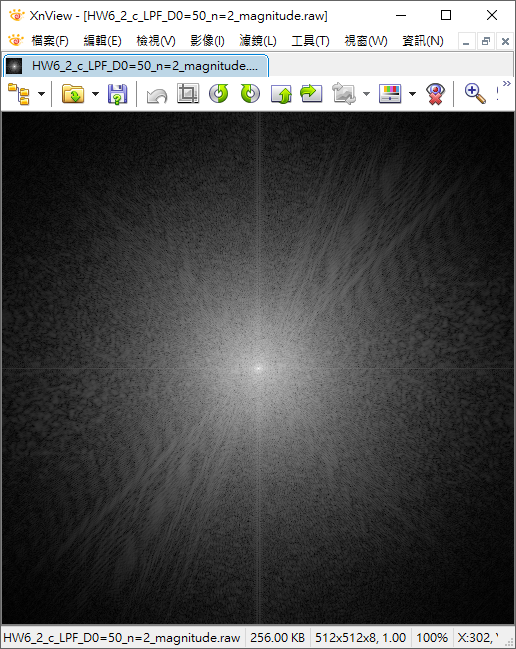 XnView - [HW6_2_c_LPF_D0=50_n=2_magnitude.raw]
檔案(F) 編輯(E) 檢視(V) 影像(I) 濾鏡(L) 工具(T) 視窗(W) 資訊(N)
HW6_2_c_LPF_D0=50_n=2_magnitude....
HW6_2_c_LPF_D0=50_n=2_magnitude.raw 256.00 KB 512x512x8, 1.00 100% X:302,